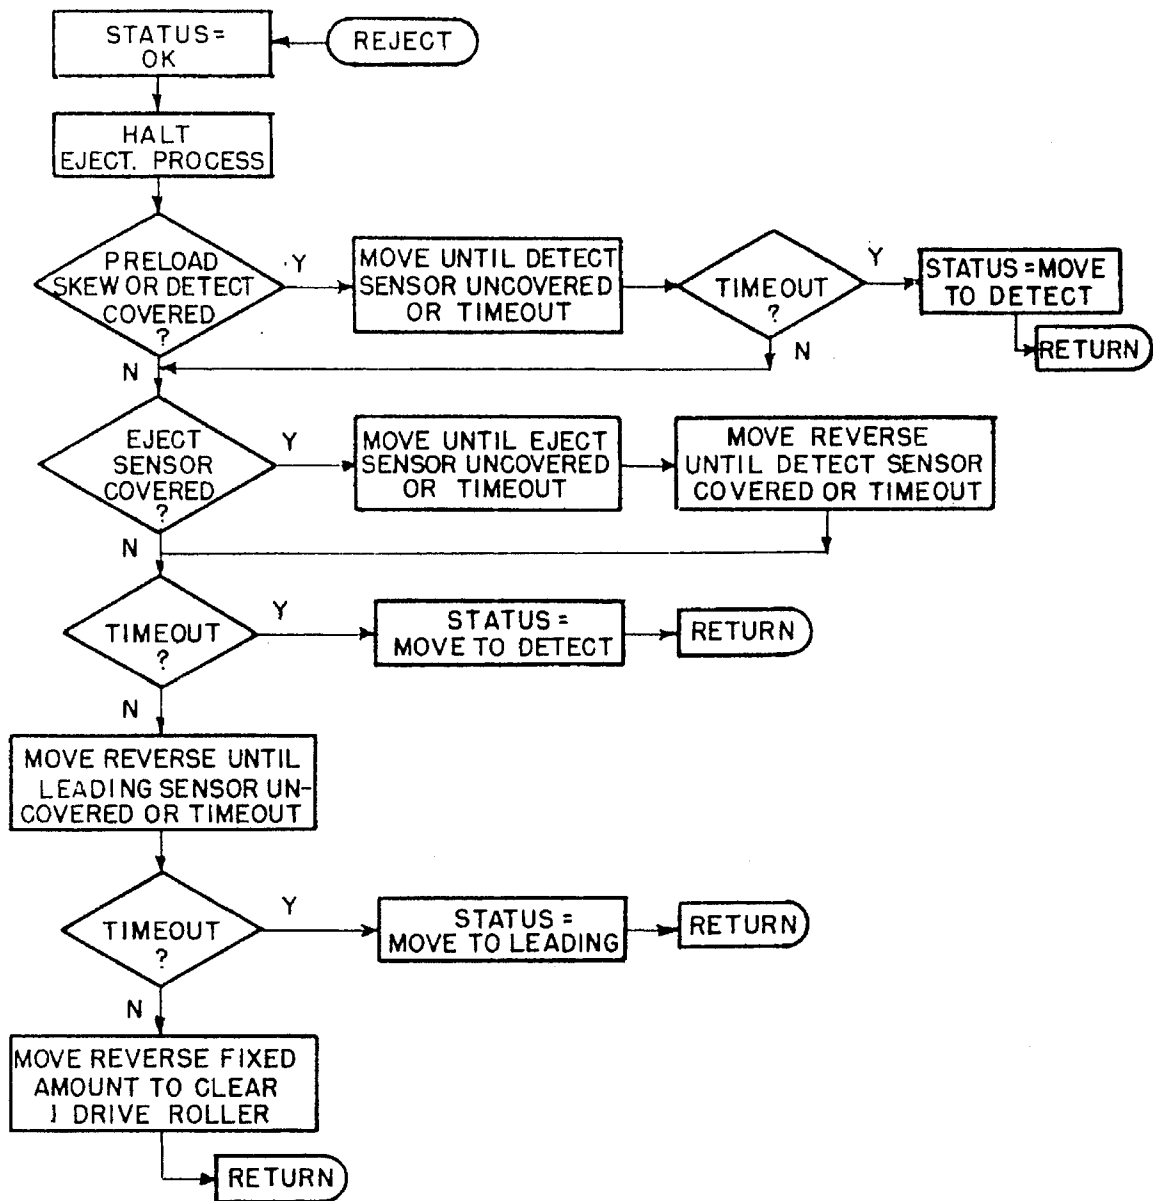 STATUS=
OK
REJECT
HALT
EJECT. PROCESS
PRELOAD
SKEW OR DETECT
COVERED
?
Y
MOVE UNTIL DETECT
SENSOR UNCOVERED
OR TIMEOUT
TIMEOUT
?
Y
STATUS=MOVE
TO DETECT
RETURN
N
N
EJECT
SENSOR
COVERED
?
Y
MOVE UNTIL EJECT
SENSOR UNCOVERED
OR TIMEOUT
MOVE REVERSE
UNTIL DETECT SENSOR
COVERED OR TIMEOUT
N
TIMEOUT
?
Y
STATUS=
MOVE TO DETECT
RETURN
N
MOVE REVERSE UNTIL
LEADING SENSOR UN-
COVERED OR TIMEOUT
TIMEOUT
?
Y
STATUS=
MOVE TO LEADING
RETURN
N
MOVE REVERSE FIXED
AMOUNT TO CLEAR
1 DRIVE ROLLER
RETURN